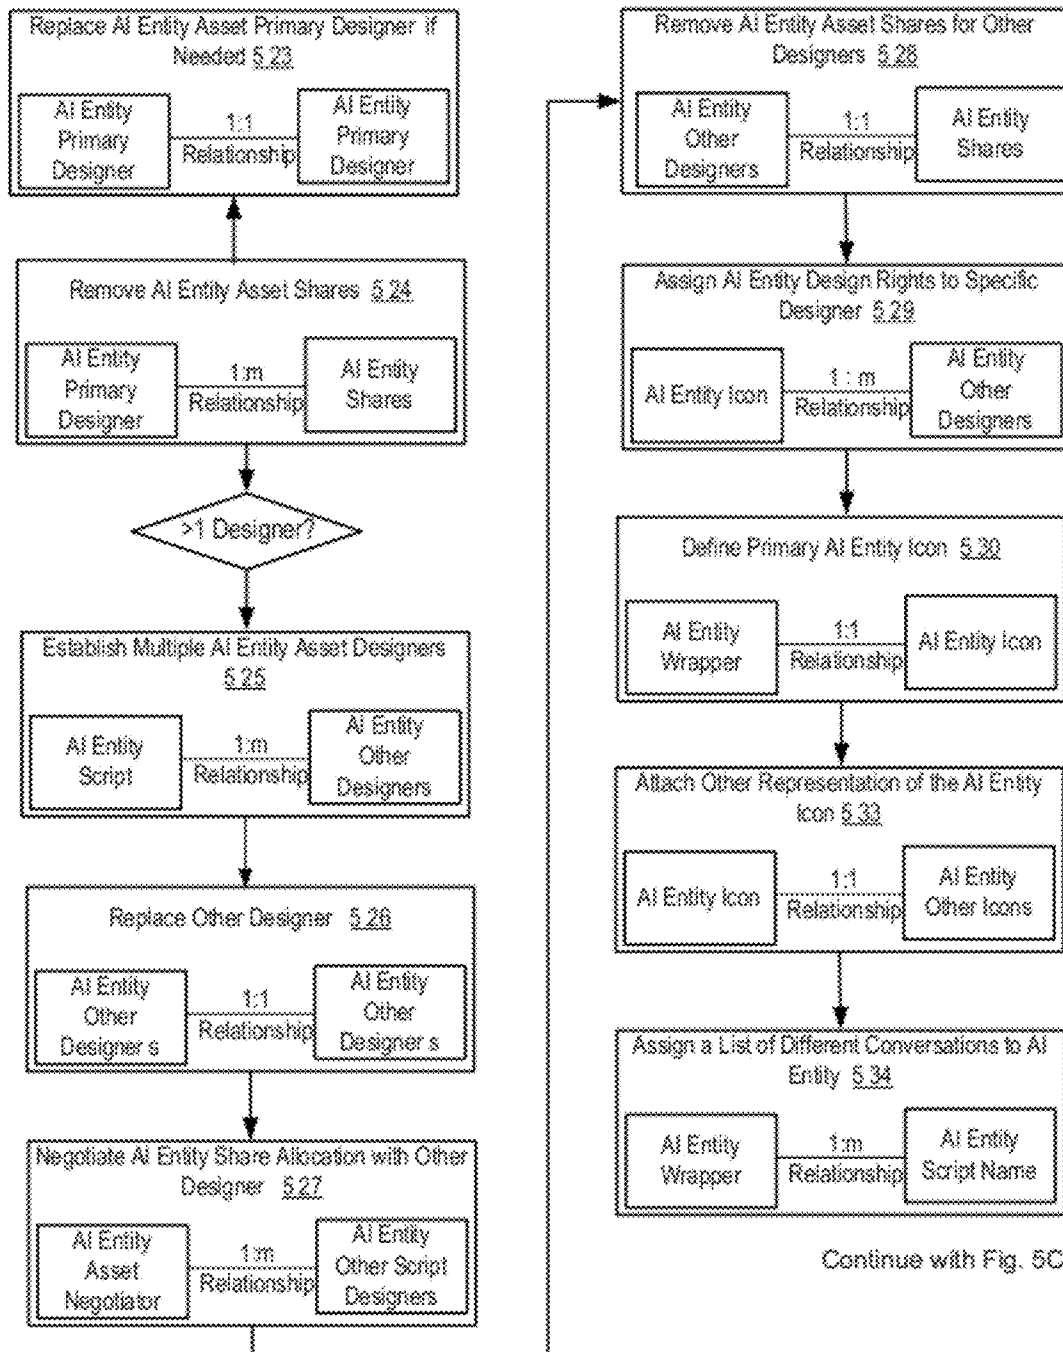 Replace AI Entity Asset Primary Designer if
Needed 5.23
AI Entity
Primary
Designer
1:1
Relationship
AI Entity
Primary
Designer
Remove AI Entity Asset Shares 5.24
AI Entity
Primary
Designer
1:m
Relationship
AI Entity
Shares
>1 Designer?
Establish Multiple AI Entity Asset Designers
5.25
AI Entity
Script
1:m
Relationship
AI Entity
Other
Designers
Replace Other Designer 5.26
AI Entity
Other
Designer s
1:1
Relationship
AI Entity
Other
Designer s
Negotiate AI Entity Share Allocation with Other
Designer 5.27
AI Entity
Asset
Negotiator
1:m
Relationship
AI Entity
Other Script
Designers
Remove AI Entity Asset Shares for Other
Designers 5.28
AI Entity
Other
Designers
1:1
Relationship
AI Entity
Shares
Assign AI Entity Design Rights to Specific
Designer 5.29
AI Entity Icon
1 : m
Relationship
AI Entity
Other
Designers
Define Primary AI Entity Icon 5.30
AI Entity
Wrapper
1:1
Relationship
AI Entity Icon
Attach Other Representation of the AI Entity
Icon 5.33
AI Entity Icon
1:1
Relationship
AI Entity
Other Icons
Assign a List of Different Conversations to AI
Entity 5.34
AI Entity
Wrapper
1:m
Relationship
AI Entity
Script Name
Continue with Fig. 5C